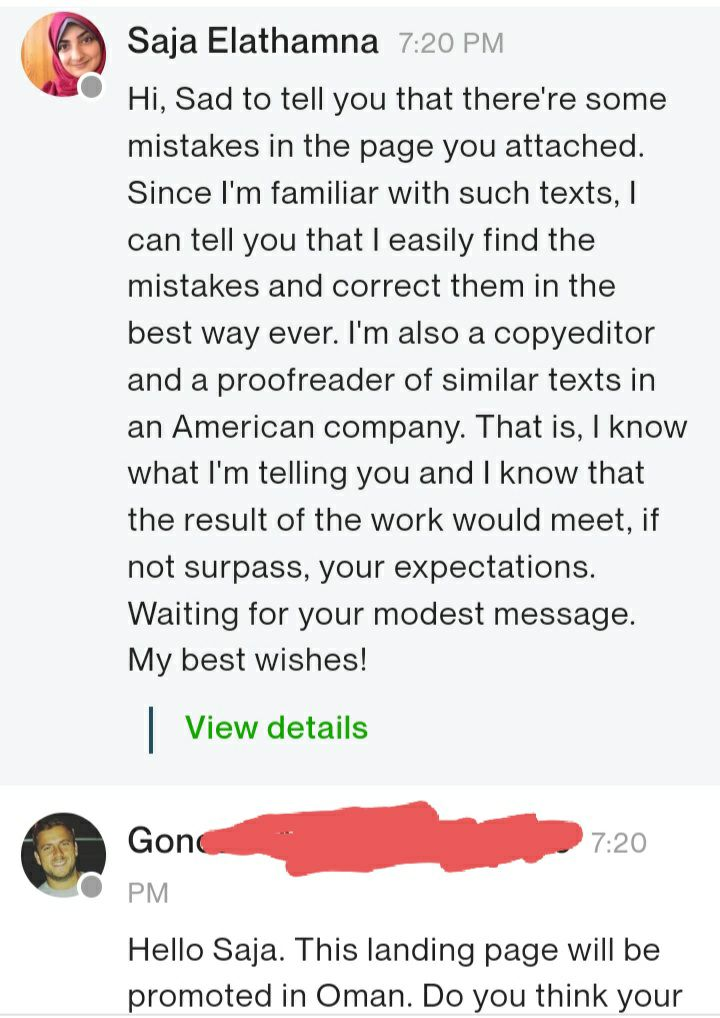 Saja Elathamna 7:20 PM
Hi, Sad to tell you that there're some
mistakes in the page you attached.
Since I'm familiar with such texts, I
can tell you that I easily find the
mistakes and correct them in the
best way ever. I'm also a copyeditor
and a proofreader of similar texts in
an American company. That is, I know
what I'm telling you and I know that
the result of the work would meet, if
not surpass, your expectations.
Waiting for your modest message.
My best wishes!
View details
7:20
PM
Hello Saja. This landing page will be
promoted in Oman. Do you think your